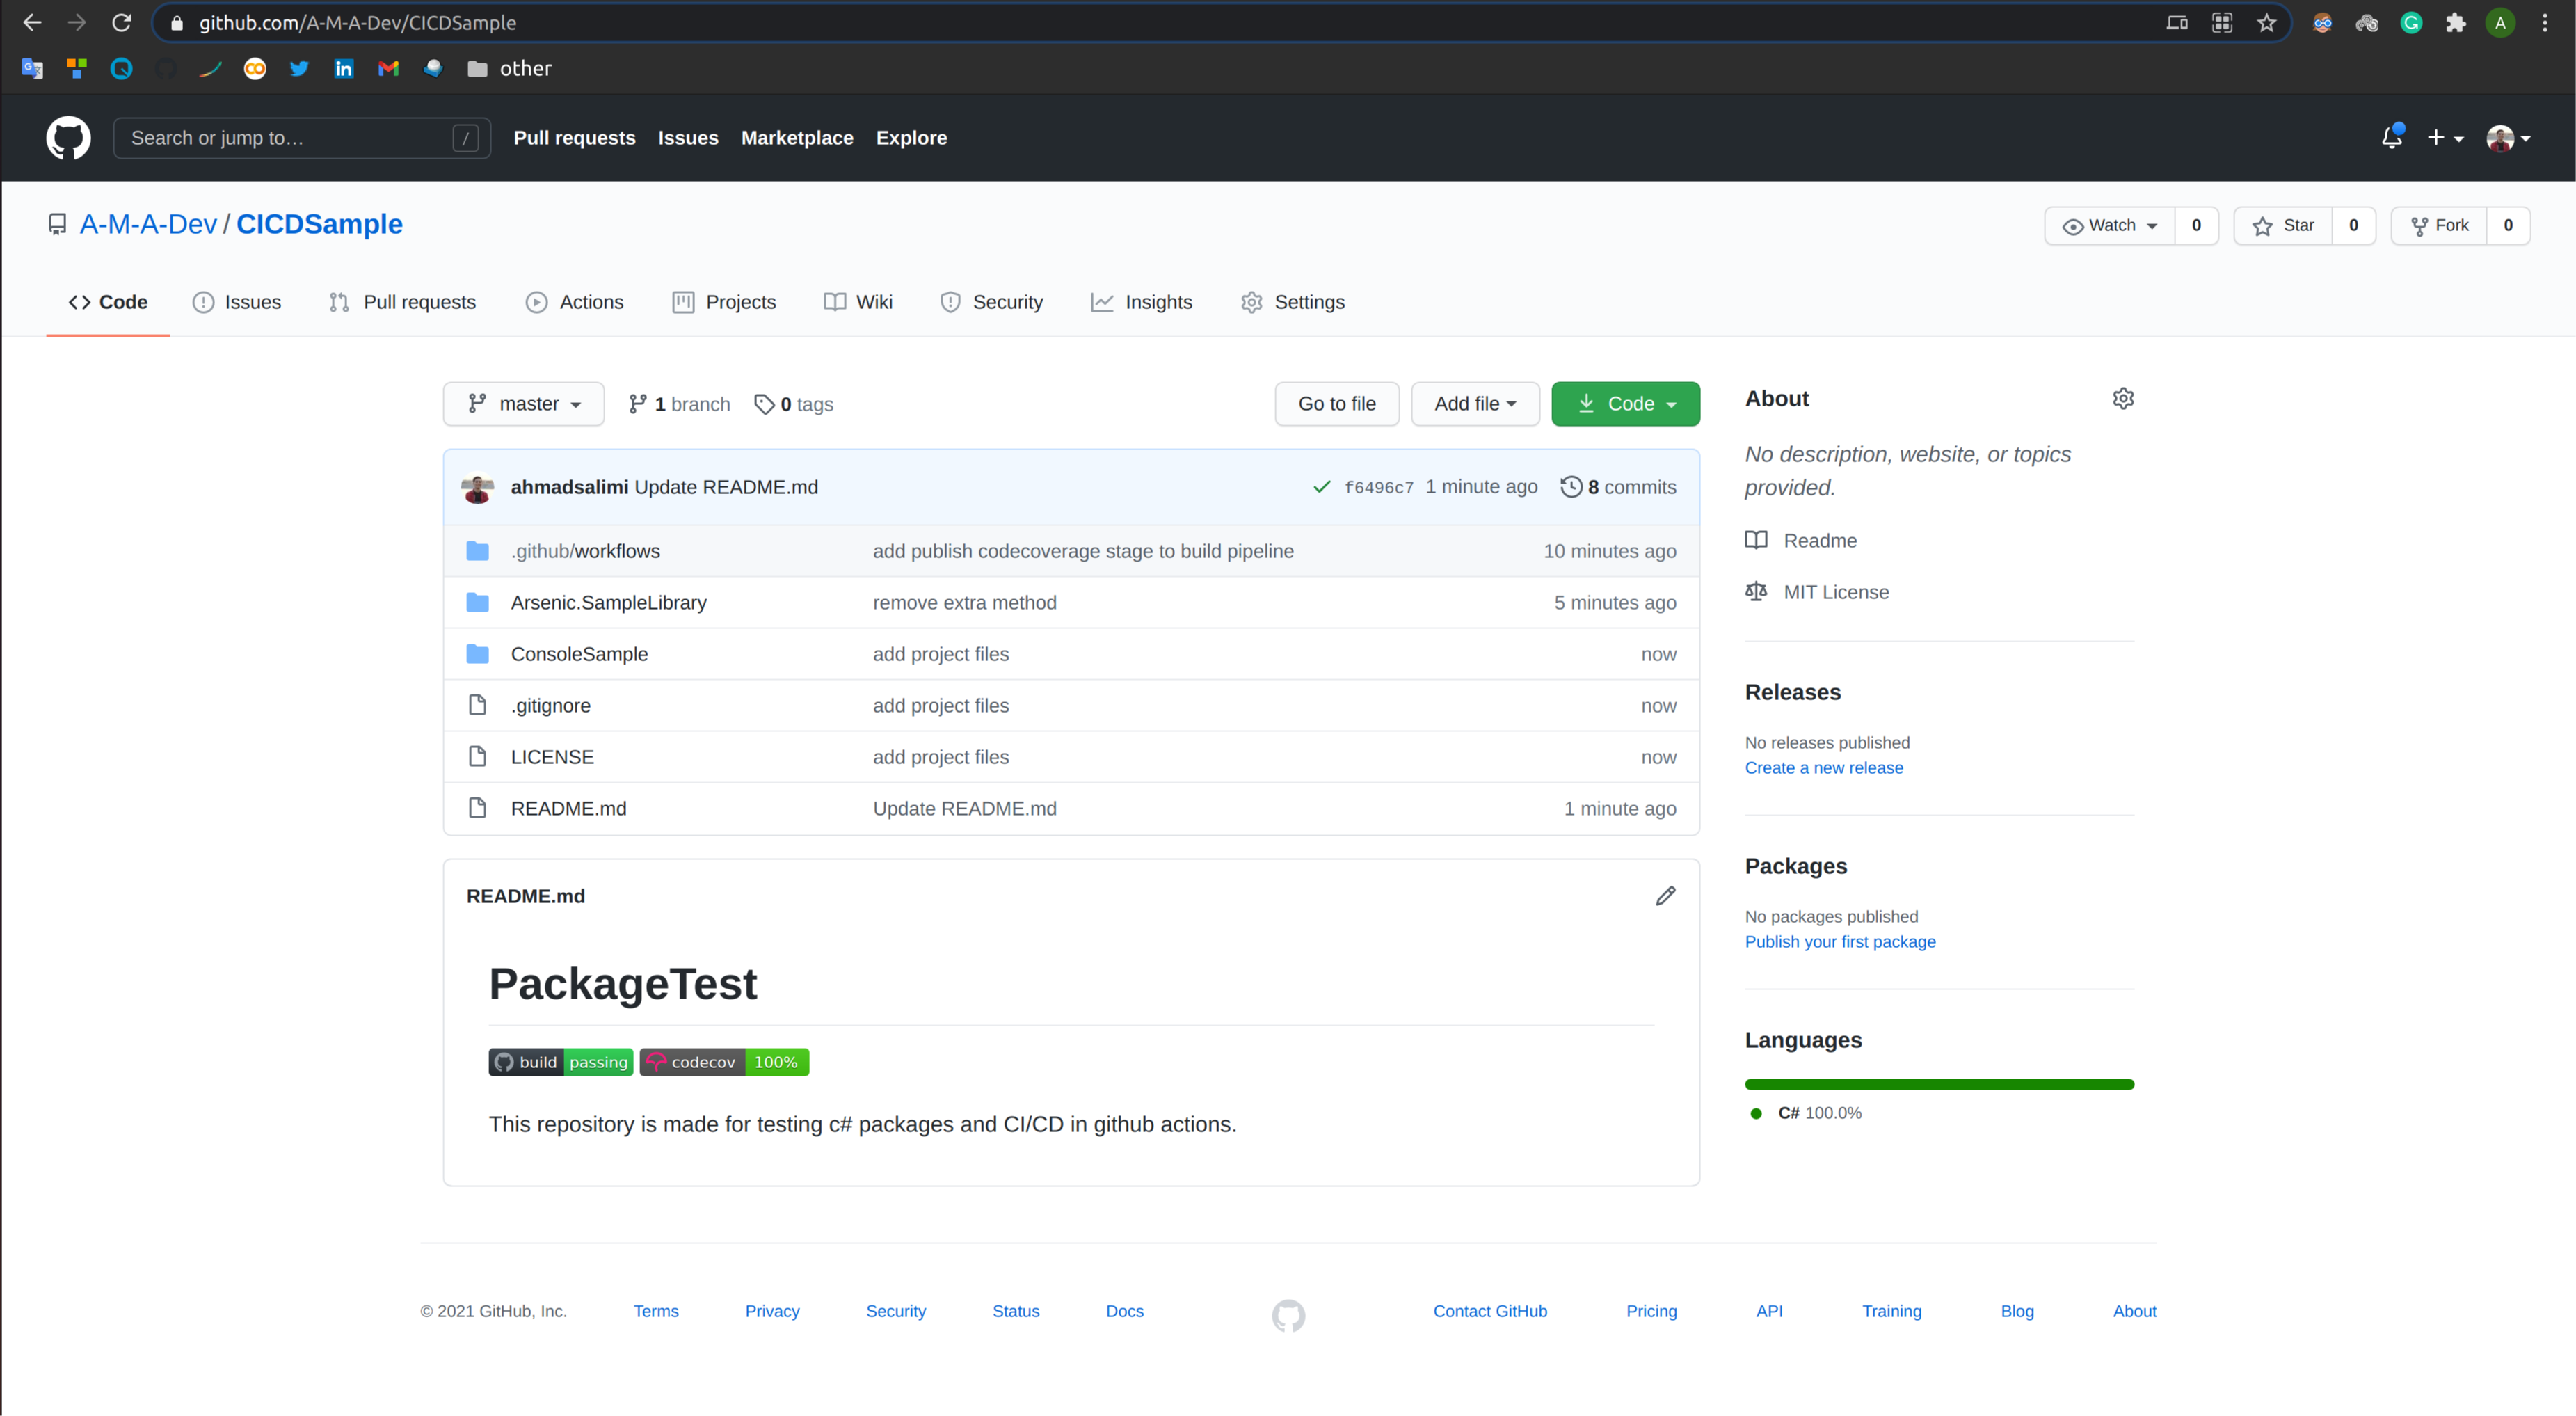 github.com/A-M-A-Dev/CICDSample
A
other
Search or jump to… /
Pull requests Issues Marketplace Explore
A-M-A-Dev / CICDSample
Watch 0 Star 0 Fork 0
Code Issues Pull requests Actions Projects Wiki Security Insights Settings
master 1 branch 0 tags Go to file Add file Code
ahmadsalimi Update README.md f6496c7 1 minute ago 8 commits
.github/workflows add publish codecoverage stage to build pipeline 10 minutes ago
Arsenic.SampleLibrary remove extra method 5 minutes ago
ConsoleSample add project files now
.gitignore add project files now
LICENSE add project files now
README.md Update README.md 1 minute ago
README.md
PackageTest
build passing codecov 100%
This repository is made for testing c# packages and CI/CD in github actions.
About
No description, website, or topics
provided.
Readme
MIT License
Releases
No releases published
Create a new release
Packages
No packages published
Publish your first package
Languages
C# 100.0%
© 2021 GitHub, Inc. Terms Privacy Security Status Docs Contact GitHub Pricing API Training Blog About